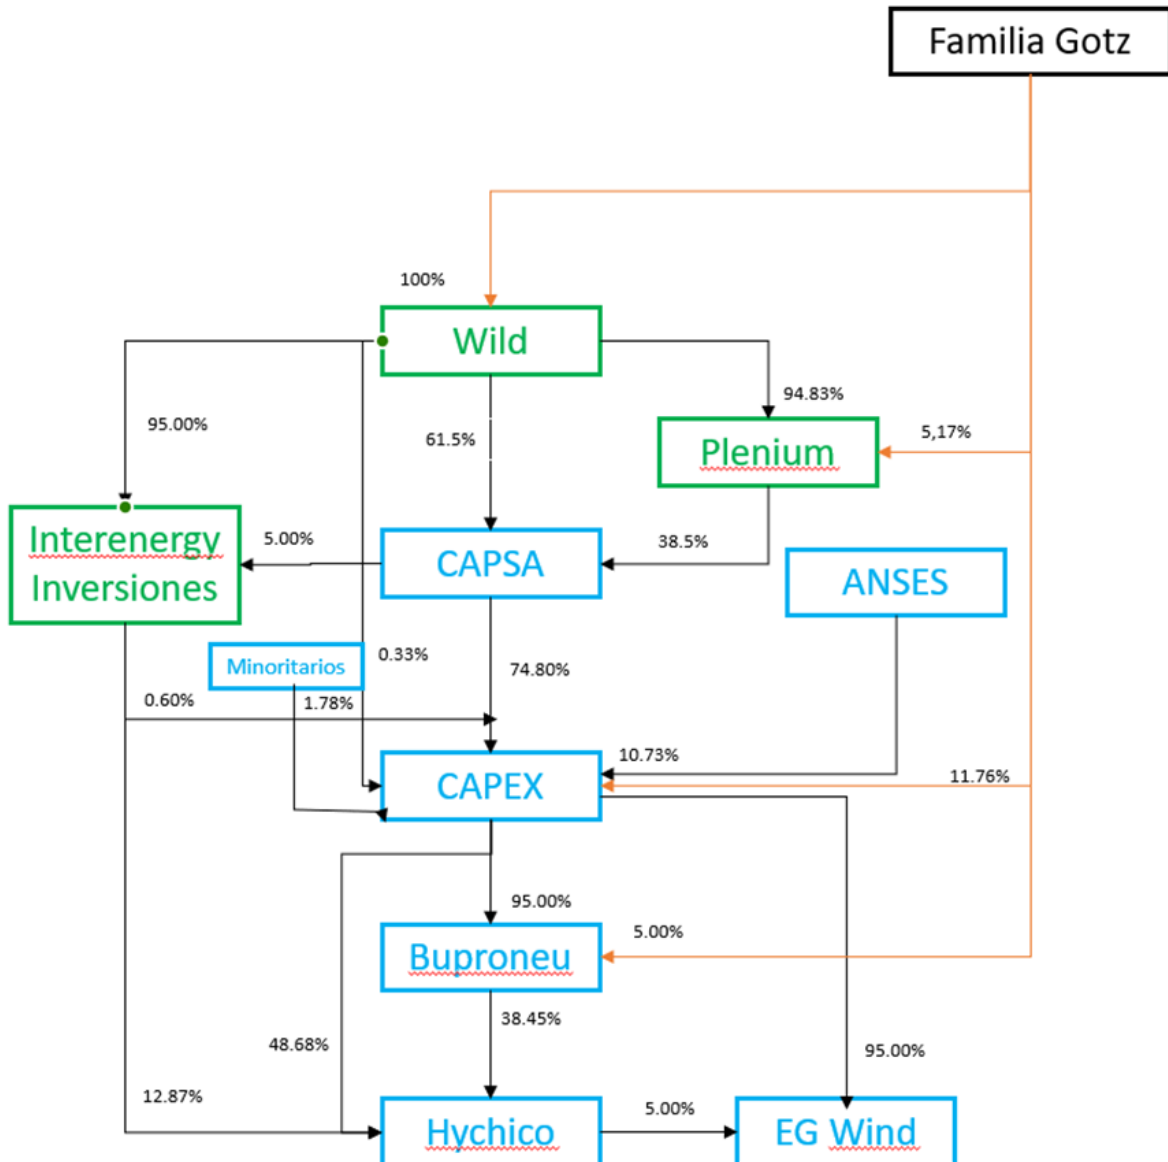 Familia Gotz
100%
Wild
94.83%
95.00%
61.5%
5,17%
Plenium
Interenergy
Inversiones
5.00%
38.5%
CAPSA
ANSES
Minoritarios
0.33%
74.80%
0.60%
1.78%
10.73%
11.76%
CAPEX
95.00%
5.00%
Buproneu
38.45%
48.68%
95.00%
12.87%
5.00%
Hychico
EG Wind